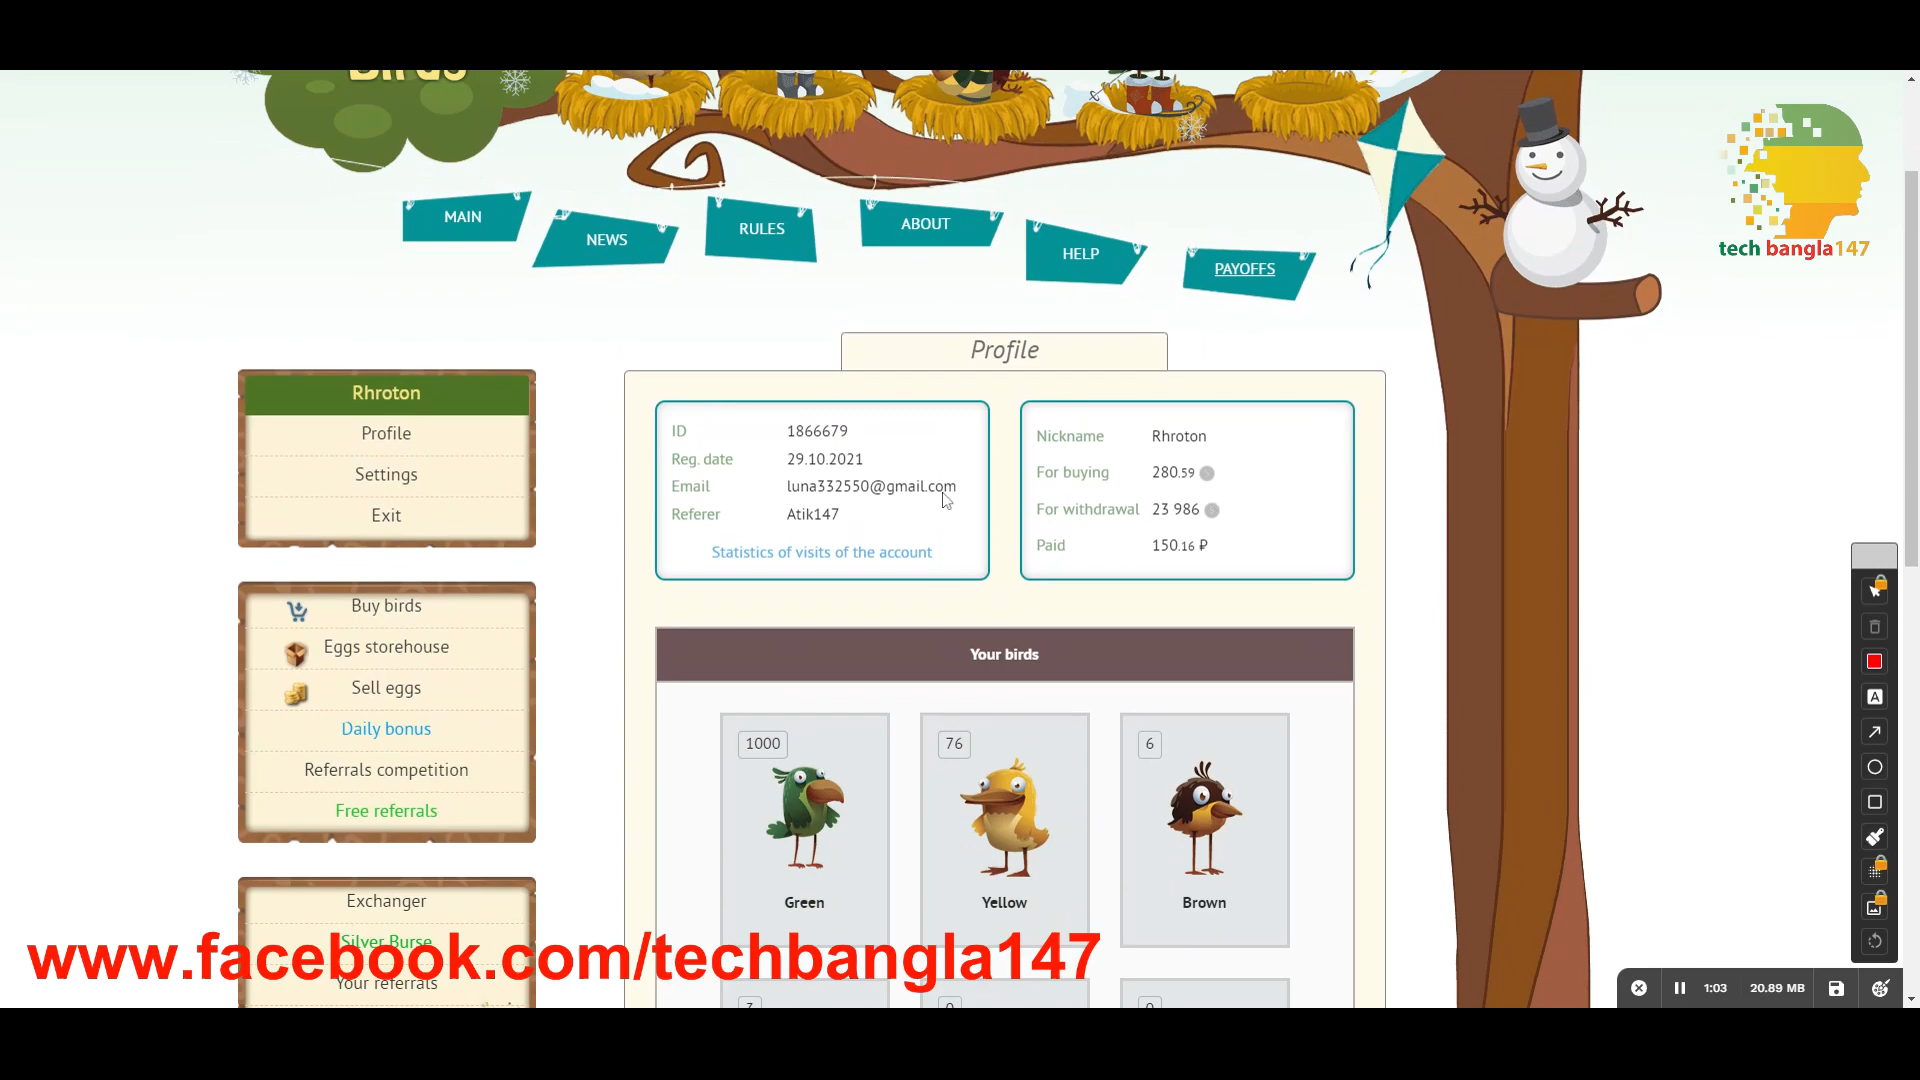 Birds
MAIN
NEWS
RULES
ABOUT
HELP
PAYOFFS
tech bangla147
Profile
Rhroton
Profile
Settings
Exit
ID 1866679
Reg. date 29.10.2021
Email luna332550@gmail.com
Referer Atik147
Statistics of visits of the account
Nickname Rhroton
For buying 280.59
For withdrawal 23 986
Paid 150.16 ₽
Buy birds
Eggs storehouse
Sell eggs
Daily bonus
Referrals competition
Free referrals
Your birds
1000
76
6
Green
Yellow
Brown
Exchanger
Silver Burse
www.facebook.com/techbangla147
Your referrals
A
1:03 20.89 MB